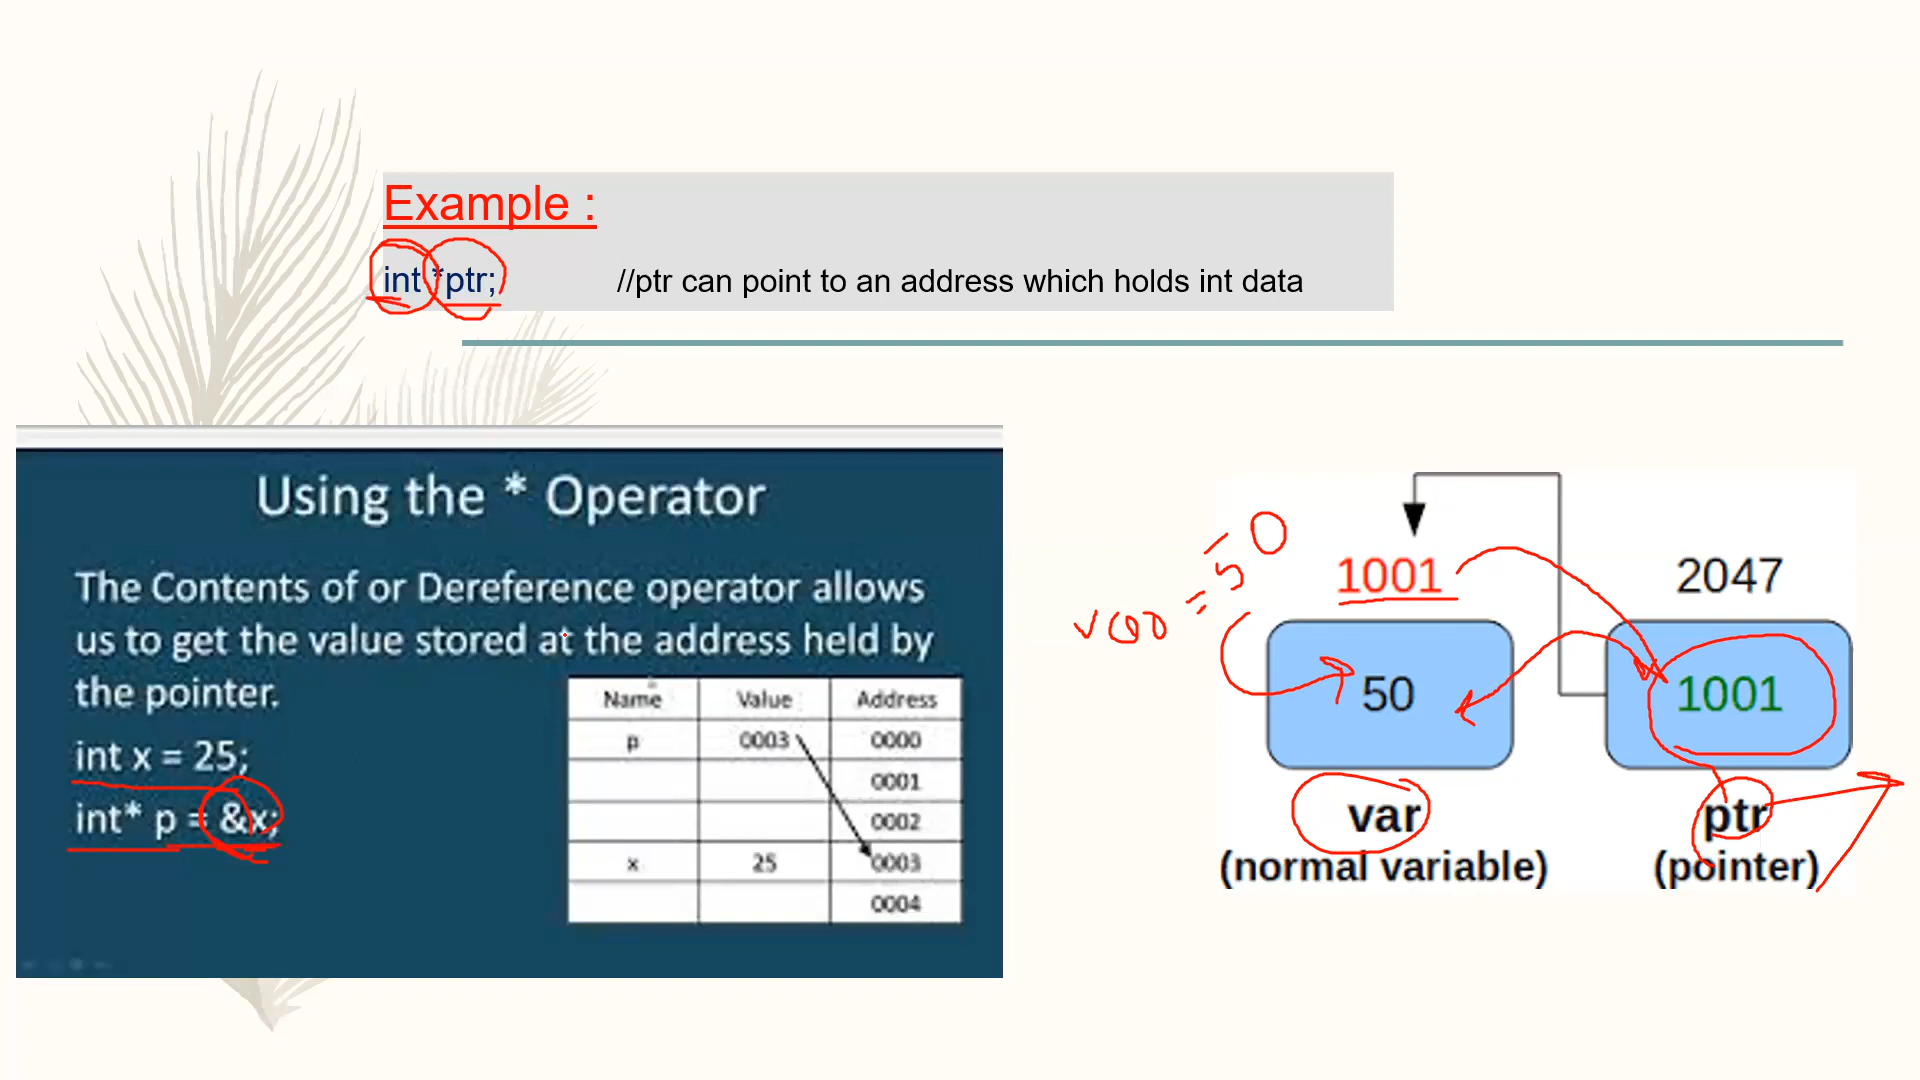 Example :
int *ptr; //ptr can point to an address which holds int data
Using the * Operator
The Contents of or Dereference operator allows
us to get the value stored at the address held by
the pointer.
int x = 25;
int* p = &x;
Name Value Address
p 0003 0000
0001
0002
x 25 0003
0004
= 50
1001 2047
50 1001
var ptr
(normal variable) (pointer)